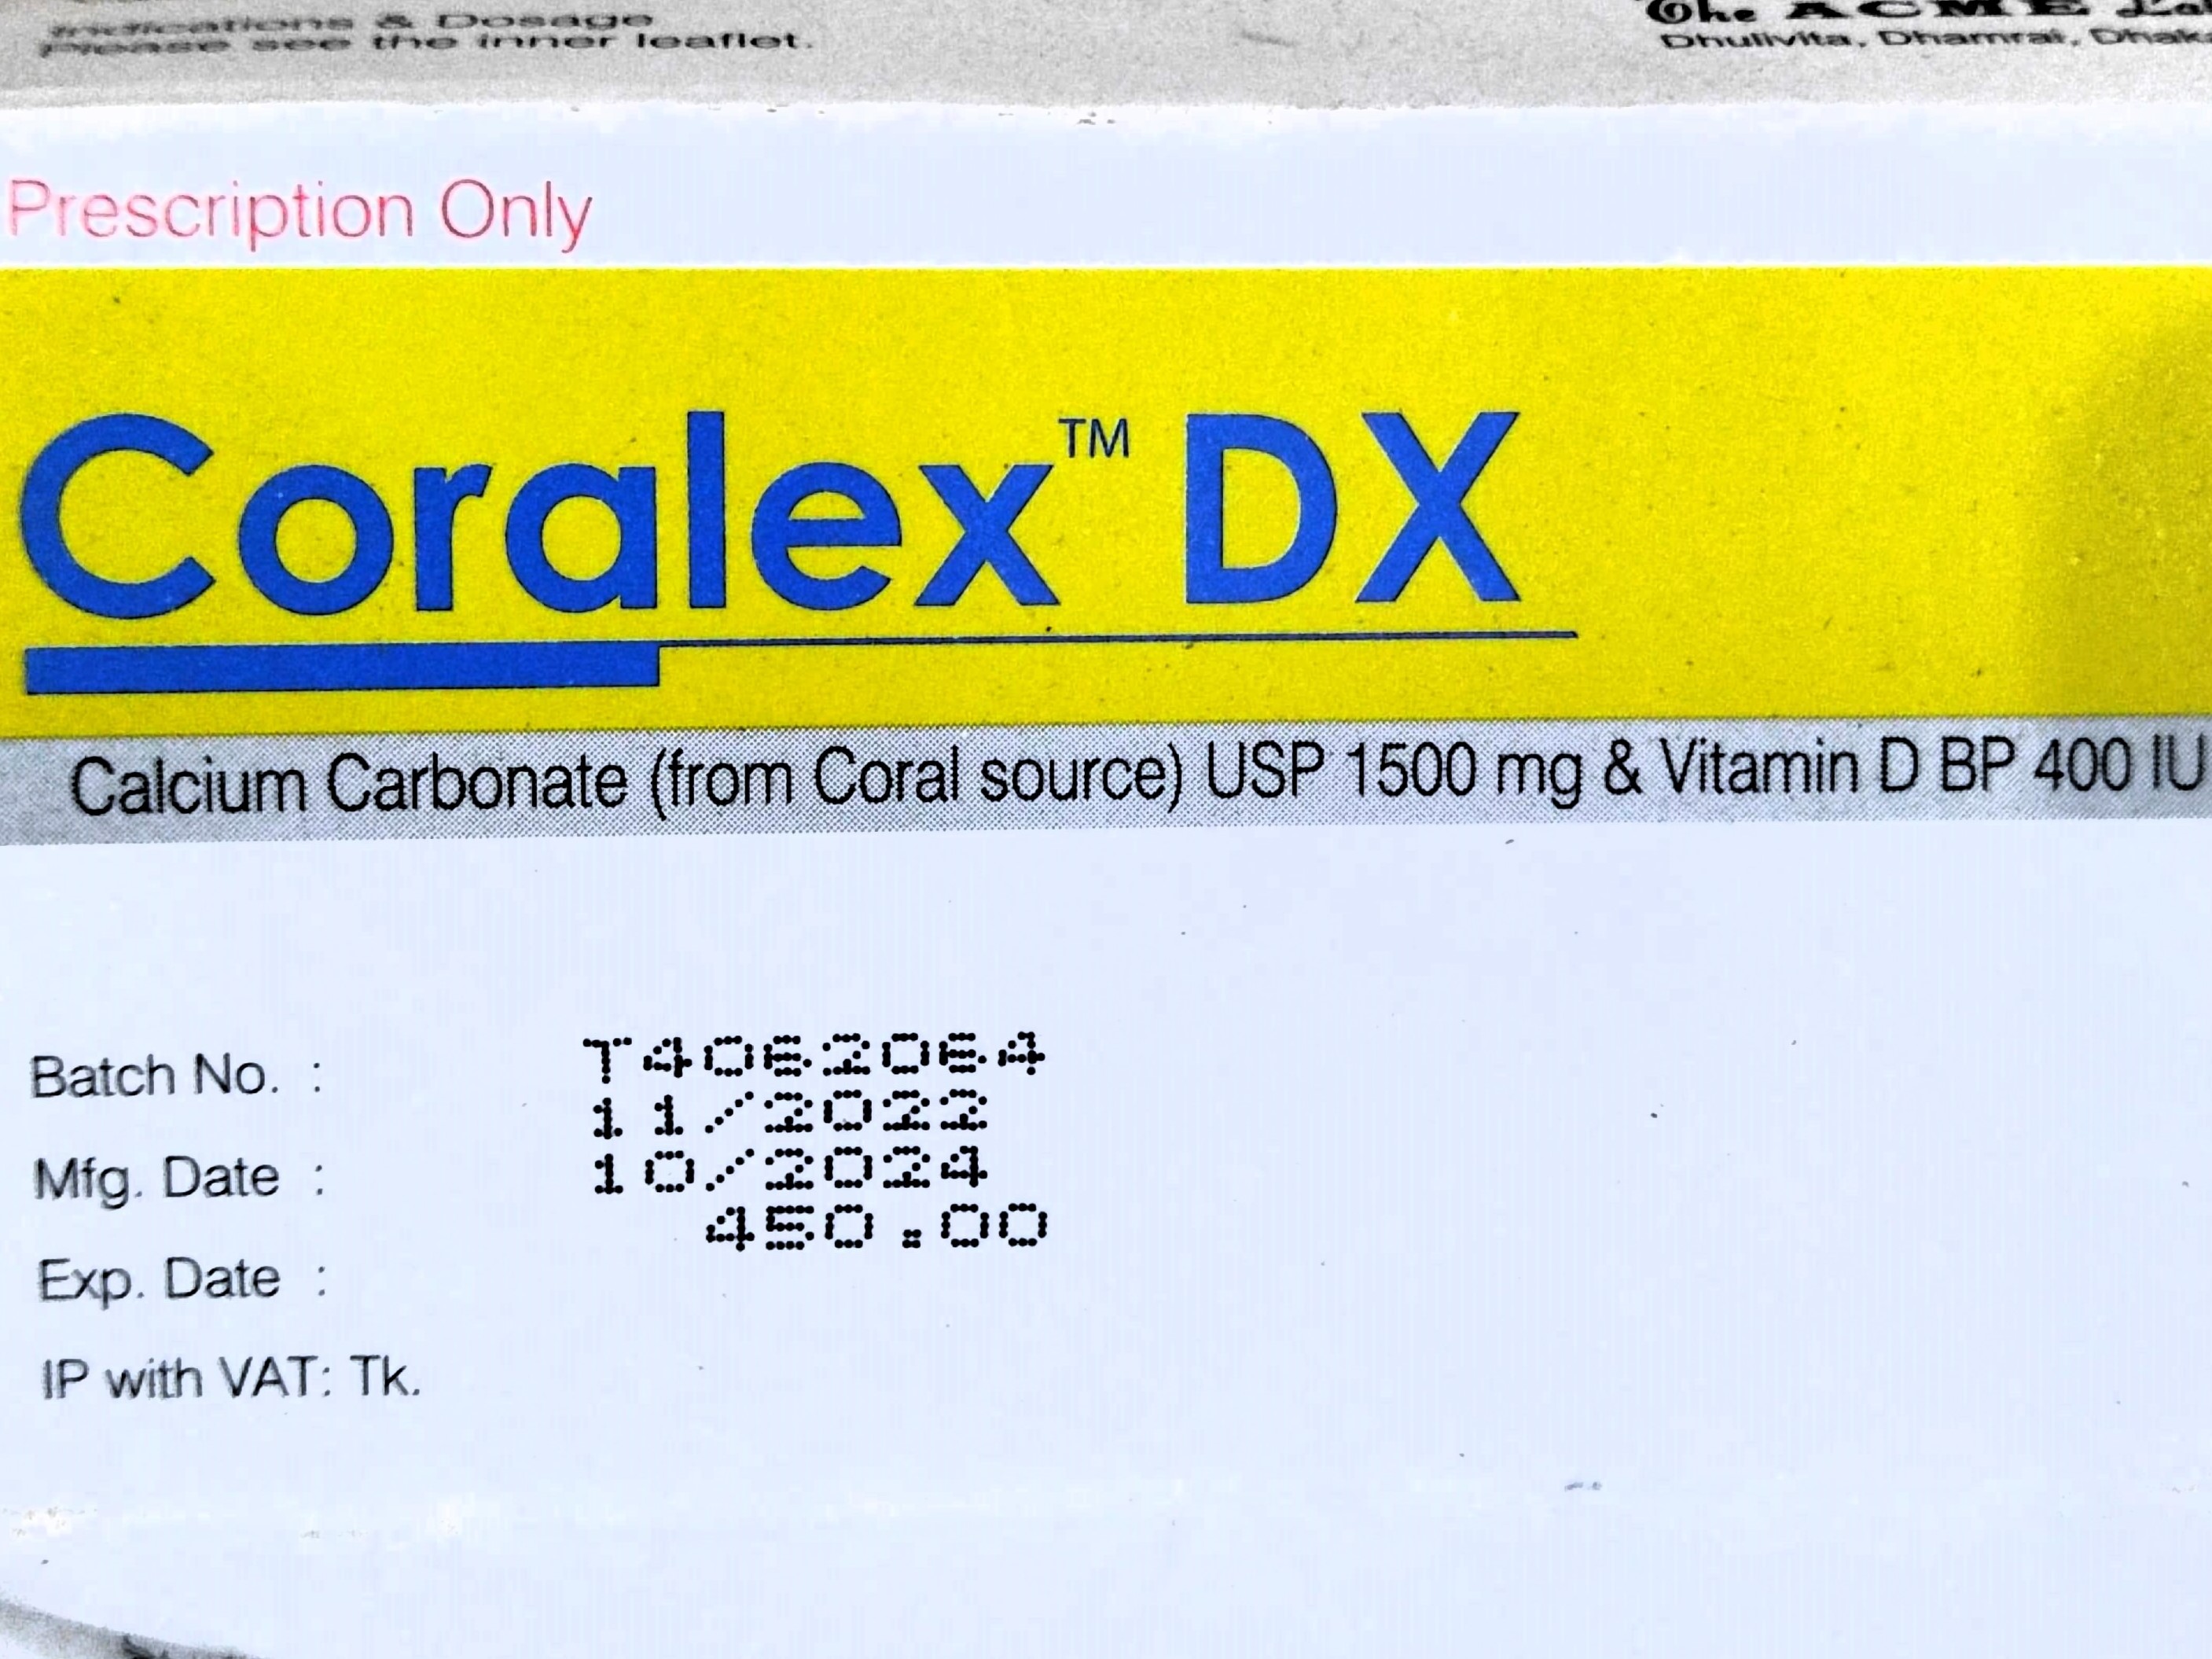 Indications & Dosage
Please see the inner leaflet.
The ACME
Dhulivita, Dhamrai,
Prescription Only
Coralex™ DX
Calcium Carbonate (from Coral source) USP 1500 mg & Vitamin D BP 400 IU
Batch No. : T4062064
Mfg. Date : 11/2022
Exp. Date : 10/2024
IP with VAT: Tk. 450.00